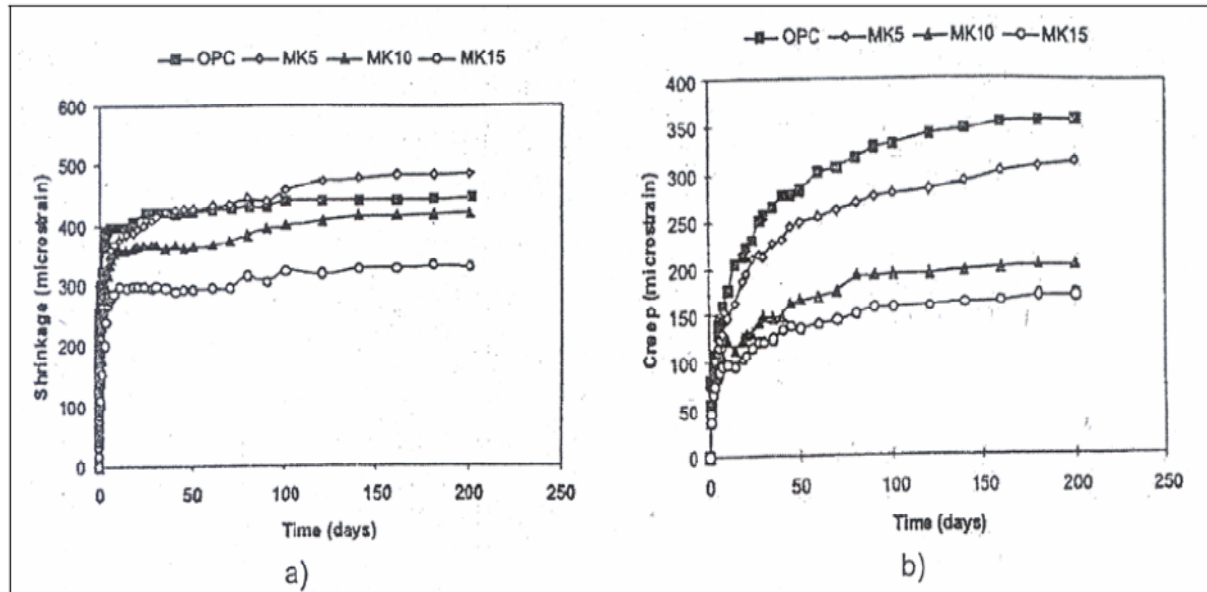 OPC MK5 MK10 MK15
600
500
400
300
200
100
0
0 50 100 150 200 250
Shrinkage (microstrain)
Time (days)
a)
OPC MK5 MK10 MK15
400
350
300
250
200
150
100
50
0
0 50 100 150 200 250
Creep (microstrain)
Time (days)
b)